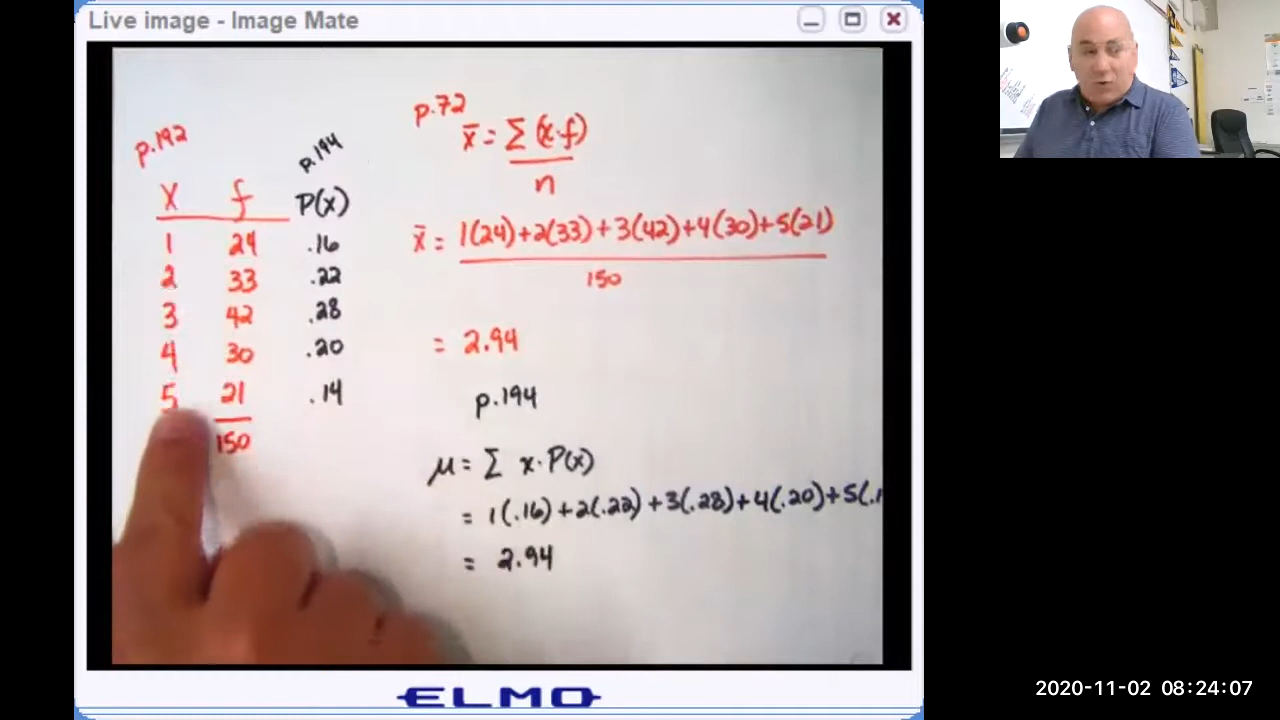 Live image - Image Mate
p.192
p.194
p.72
x̄ = Σ (x·f)
n
X f P(x)
1 24 .16
2 33 .22
3 42 .28
4 30 .20
5 21 .14
150
x̄ = 1(24)+2(33)+3(42)+4(30)+5(21)
150
= 2.94
p.194
μ = Σ x·P(x)
= 1(.16)+2(.22)+3(.28)+4(.20)+5(.1
= 2.94
ELMO
2020-11-02 08:24:07